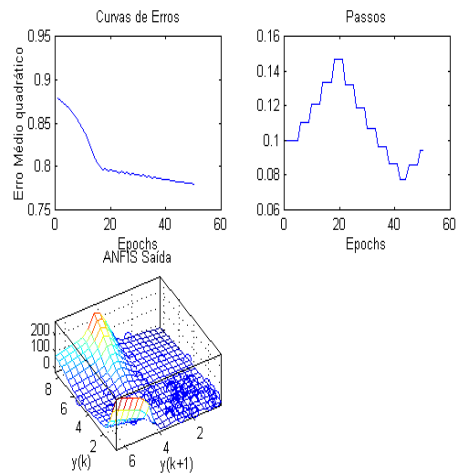 Curvas de Erros
0.95
0.9
0.85
0.8
0.75
Erro Médio quadrático
0 20 40 60
Epochs
Passos
0.16
0.14
0.12
0.1
0.08
0.06
0 20 40 60
Epochs
ANFIS Saída
200
100
0
8
6
4
2
y(k)
6
4
2
y(k+1)